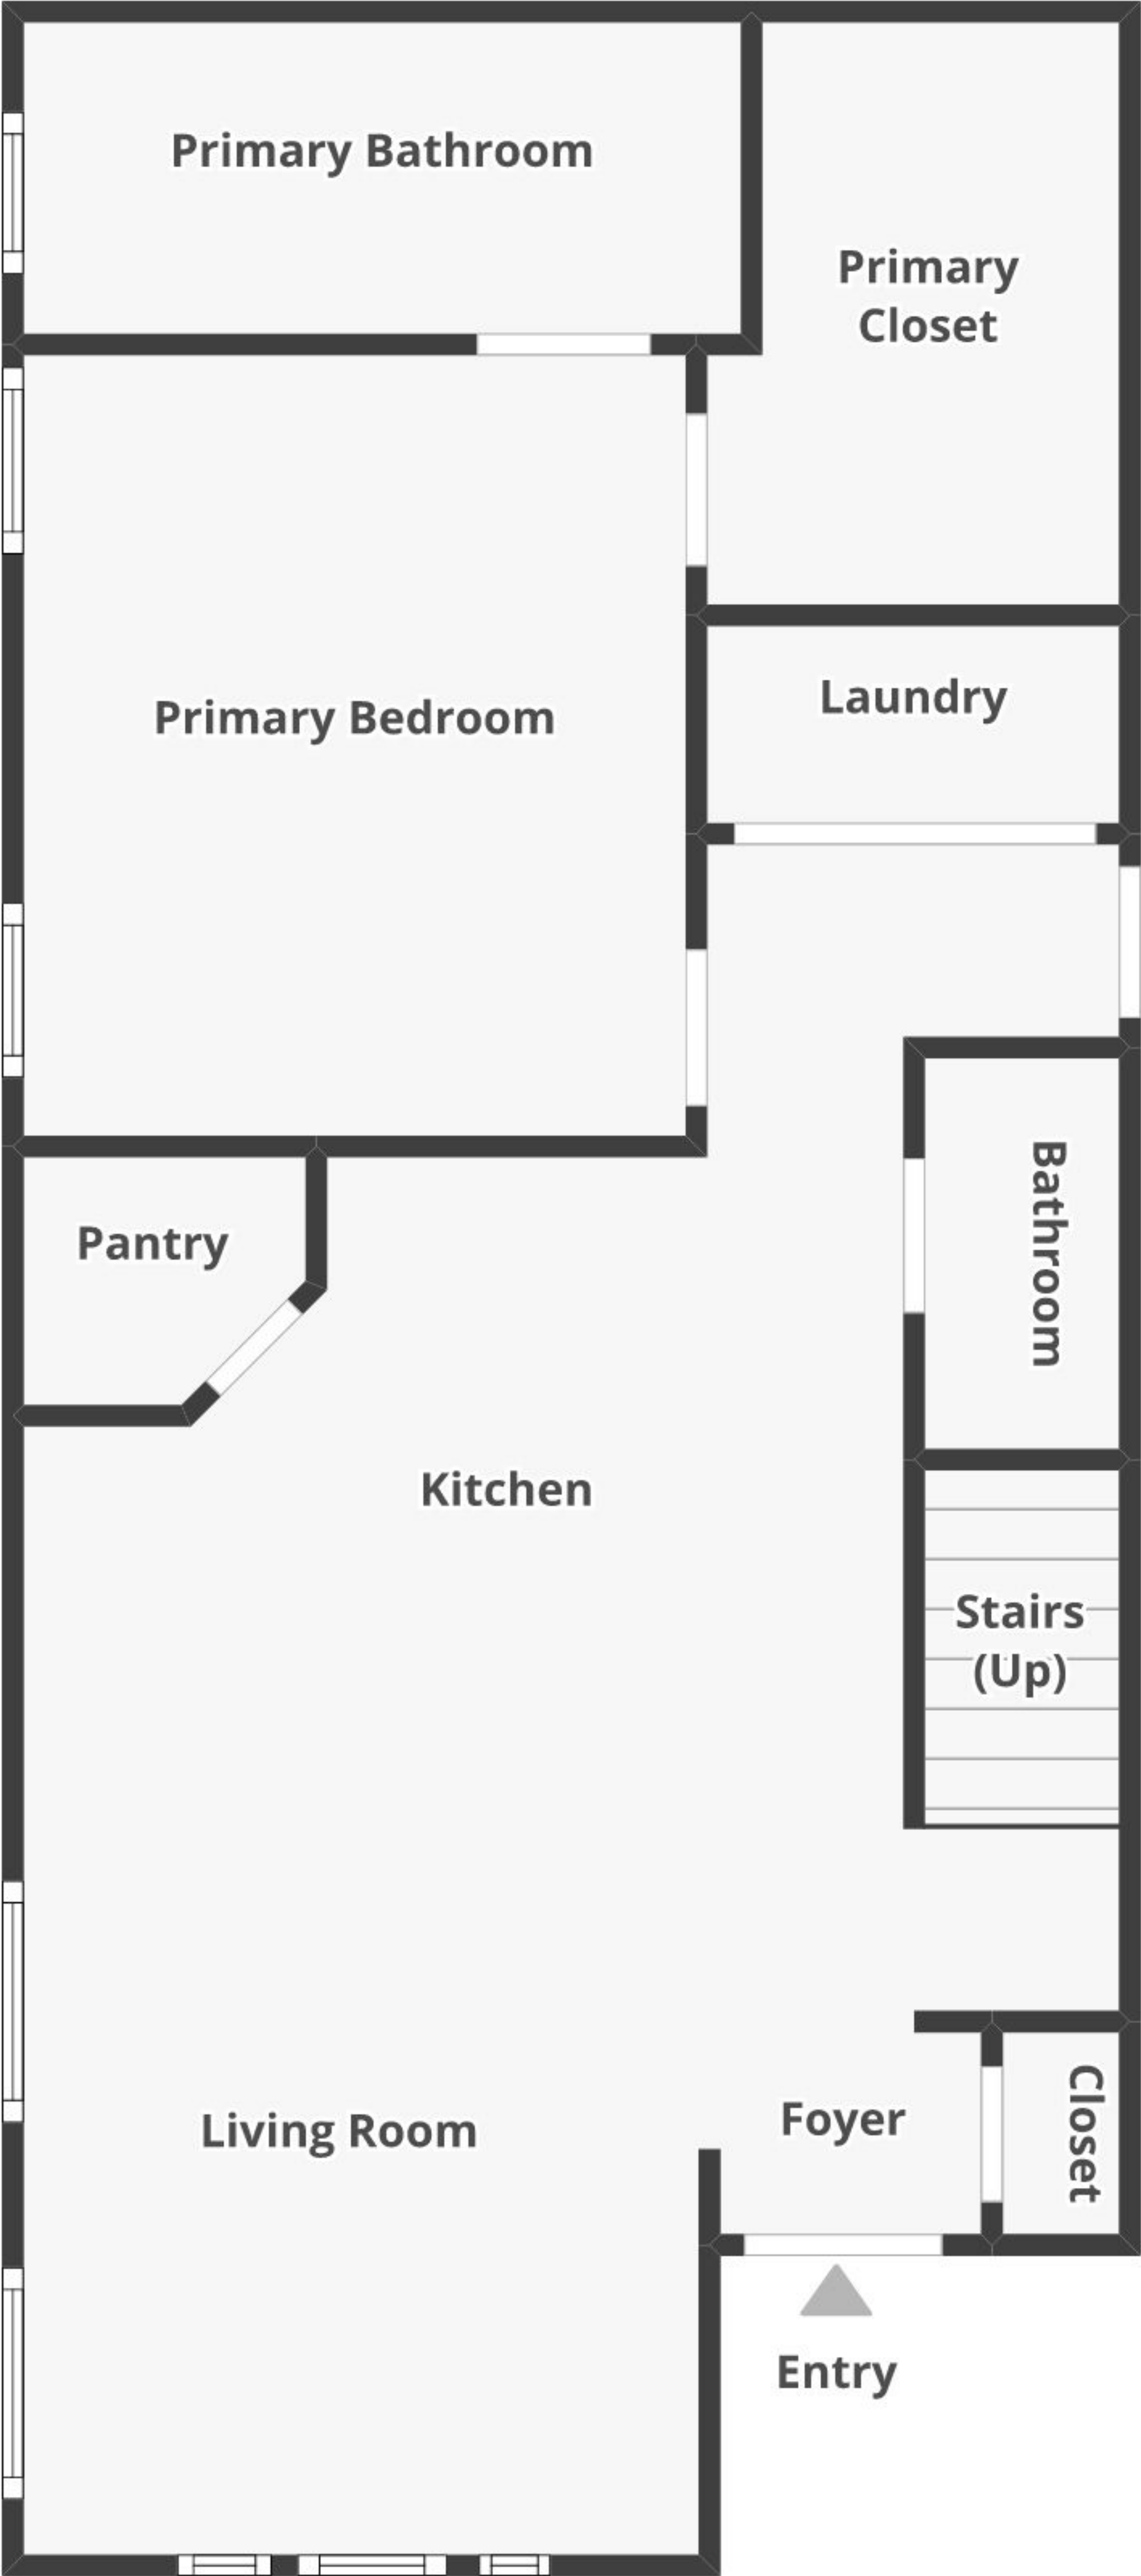 Primary Bathroom
Primary
Closet
Laundry
Primary Bedroom
Bathroom
Pantry
Kitchen
Stairs
(Up)
Closet
Foyer
Living Room
Entry